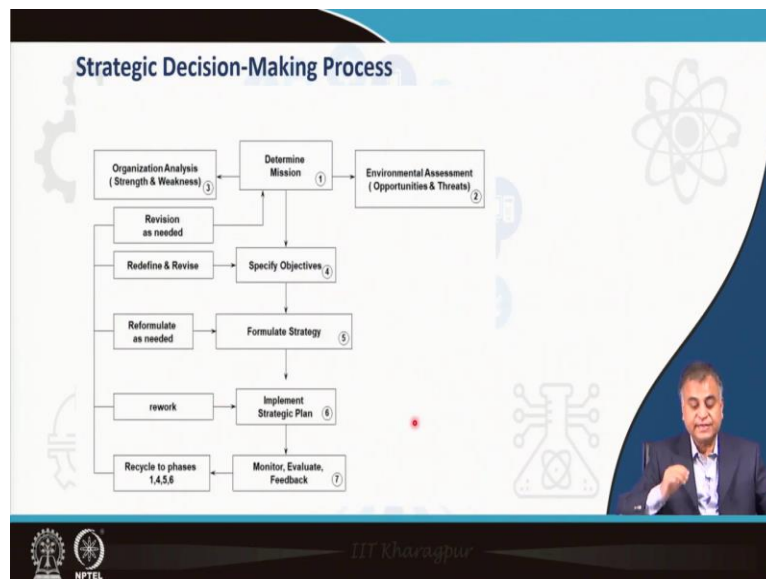 Strategic Decision-Making Process
Determine
Mission
1
Organization Analysis
( Strength & Weakness)
3
Environmental Assessment
( Opportunities & Threats)
2
Revision
as needed
Redefine & Revise
Specify Objectives
4
Reformulate
as needed
Formulate Strategy
5
rework
Implement
Strategic Plan
6
Recycle to phases
1,4,5,6
Monitor, Evaluate,
Feedback
7
IIT Kharagpur
NPTEL